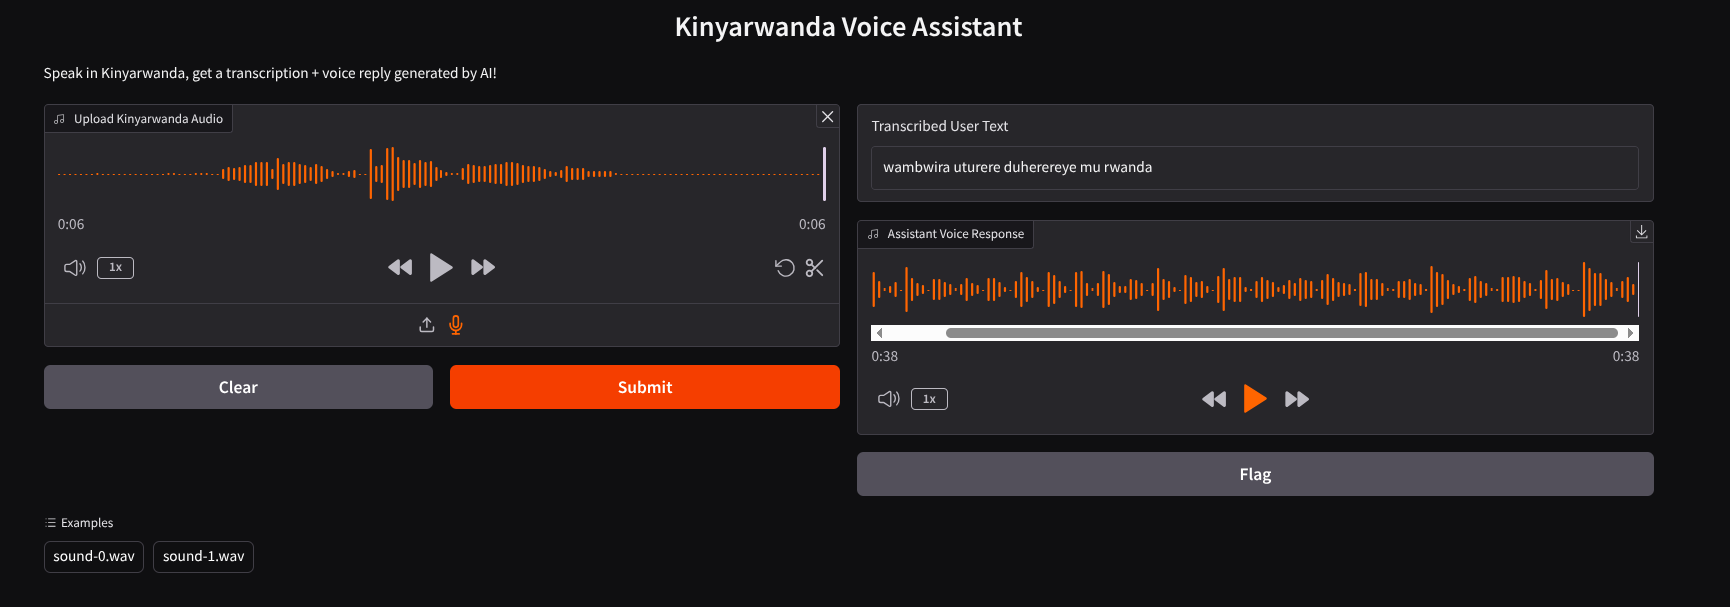 Kinyarwanda Voice Assistant
Speak in Kinyarwanda, get a transcription + voice reply generated by AI!
Upload Kinyarwanda Audio
0:06
0:06
1x
Clear
Submit
Transcribed User Text
wambwira uturere duherereye mu rwanda
Assistant Voice Response
0:38
0:38
1x
Flag
Examples
sound-0.wav
sound-1.wav